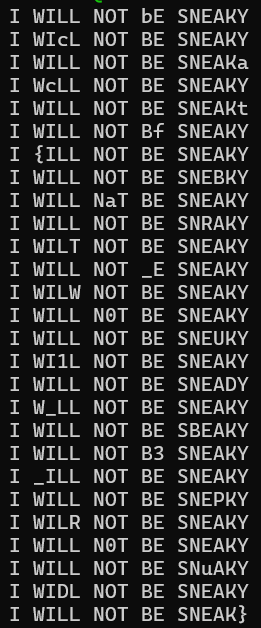 I WILL NOT bE SNEAKY
I WIcL NOT BE SNEAKY
I WILL NOT BE SNEAKa
I WcLL NOT BE SNEAKY
I WILL NOT BE SNEAKt
I WILL NOT Bf SNEAKY
I {ILL NOT BE SNEAKY
I WILL NOT BE SNEBKY
I WILL NaT BE SNEAKY
I WILL NOT BE SNRAKY
I WILT NOT BE SNEAKY
I WILL NOT _E SNEAKY
I WILW NOT BE SNEAKY
I WILL N0T BE SNEAKY
I WILL NOT BE SNEUKY
I WI1L NOT BE SNEAKY
I WILL NOT BE SNEADY
I W_LL NOT BE SNEAKY
I WILL NOT BE SBEAKY
I WILL NOT B3 SNEAKY
I _ILL NOT BE SNEAKY
I WILL NOT BE SNEPKY
I WILR NOT BE SNEAKY
I WILL N0T BE SNEAKY
I WILL NOT BE SNuAKY
I WIDL NOT BE SNEAKY
I WILL NOT BE SNEAK}